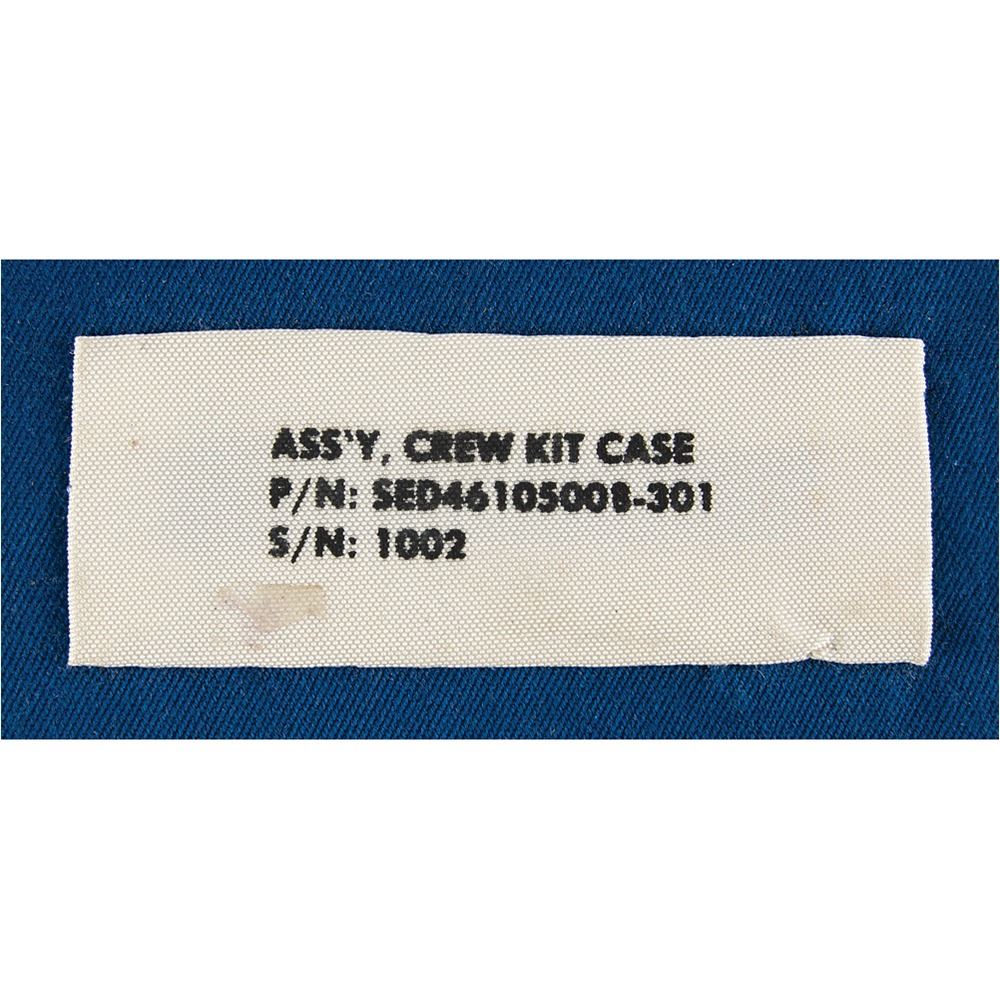 ASS'Y, CREW KIT CASE
P/N: SED46105008-301
S/N: 1002